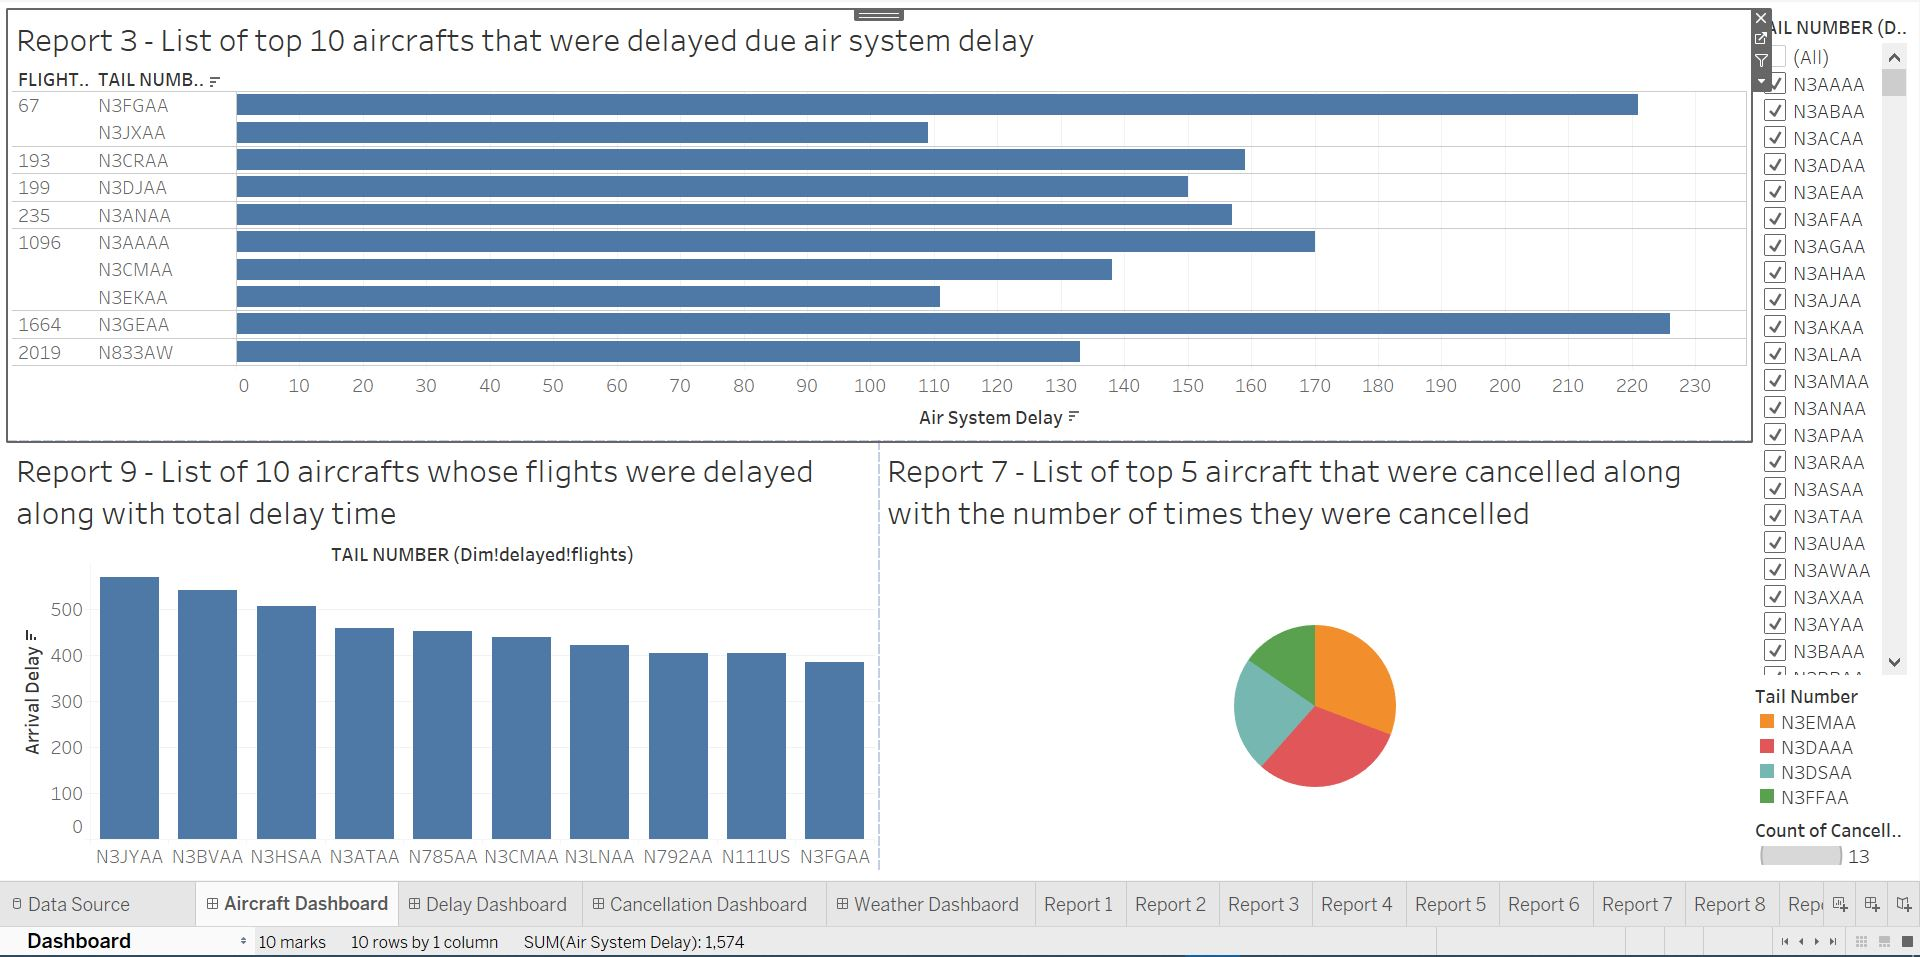 Report 3 - List of top 10 aircrafts that were delayed due air system delay
FLIGHT.. TAIL NUMB..
67 N3FGAA
N3JXAA
193 N3CRAA
199 N3DJAA
235 N3ANAA
1096 N3AAAA
N3CMAA
N3EKAA
1664 N3GEAA
2019 N833AW
0 10 20 30 40 50 60 70 80 90 100 110 120 130 140 150 160 170 180 190 200 210 220 230
Air System Delay
Report 9 - List of 10 aircrafts whose flights were delayed
along with total delay time
TAIL NUMBER (Dim!delayed!flights)
Arrival Delay
500
400
300
200
100
0
N3JYAA N3BVAA N3HSAA N3ATAA N785AA N3CMAA N3LNAA N792AA N111US N3FGAA
Report 7 - List of top 5 aircraft that were cancelled along
with the number of times they were cancelled
AIL NUMBER (D..
(All)
N3AAAA
N3ABAA
N3ACAA
N3ADAA
N3AEAA
N3AFAA
N3AGAA
N3AHAA
N3AJAA
N3AKAA
N3ALAA
N3AMAA
N3ANAA
N3APAA
N3ARAA
N3ASAA
N3ATAA
N3AUAA
N3AWAA
N3AXAA
N3AYAA
N3BAAA
Tail Number
N3EMAA
N3DAAA
N3DSAA
N3FFAA
Count of Cancell..
13
Data Source Aircraft Dashboard Delay Dashboard Cancellation Dashboard Weather Dashbaord Report 1 Report 2 Report 3 Report 4 Report 5 Report 6 Report 7 Report 8 Rep
Dashboard 10 marks 10 rows by 1 column SUM(Air System Delay): 1,574